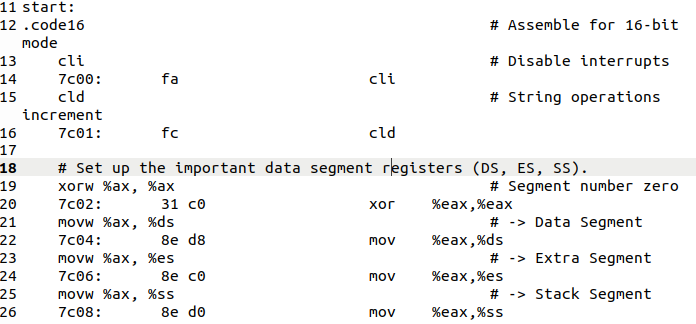 11 start:
12 .code16 # Assemble for 16-bit
mode
13 cli # Disable interrupts
14 7c00: fa cli
15 cld # String operations
increment
16 7c01: fc cld
17
18 # Set up the important data segment registers (DS, ES, SS).
19 xorw %ax, %ax # Segment number zero
20 7c02: 31 c0 xor %eax,%eax
21 movw %ax, %ds # -> Data Segment
22 7c04: 8e d8 mov %eax,%ds
23 movw %ax, %es # -> Extra Segment
24 7c06: 8e c0 mov %eax,%es
25 movw %ax, %ss # -> Stack Segment
26 7c08: 8e d0 mov %eax,%ss